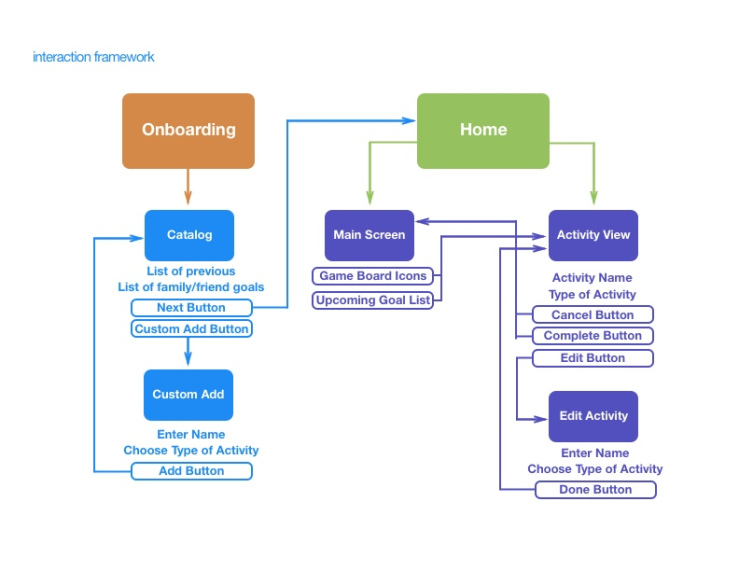 interaction framework
Onboarding
Home
Catalog
List of previous
List of family/friend goals
Next Button
Custom Add Button
Custom Add
Enter Name
Choose Type of Activity
Add Button
Main Screen
Game Board Icons
Upcoming Goal List
Activity View
Activity Name
Type of Activity
Cancel Button
Complete Button
Edit Button
Edit Activity
Enter Name
Choose Type of Activity
Done Button